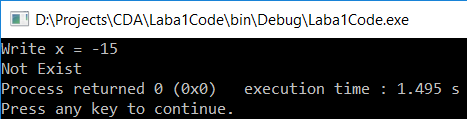 D:\Projects\CDA\Laba1Code\bin\Debug\Laba1Code.exe
Write x = -15
Not Exist
Process returned 0 (0x0)   execution time : 1.495 s
Press any key to continue.